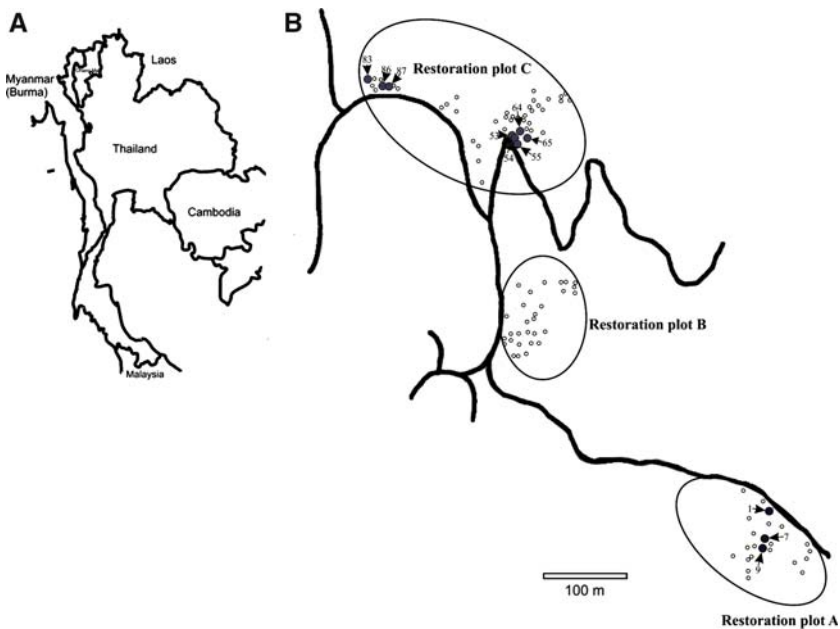 A
Laos
Myanmar
(Burma)
Thailand
Cambodia
Malaysia
B
Restoration plot C
83
86 87
64
53
65
54 55
Restoration plot B
1
7
9
100 m
Restoration plot A